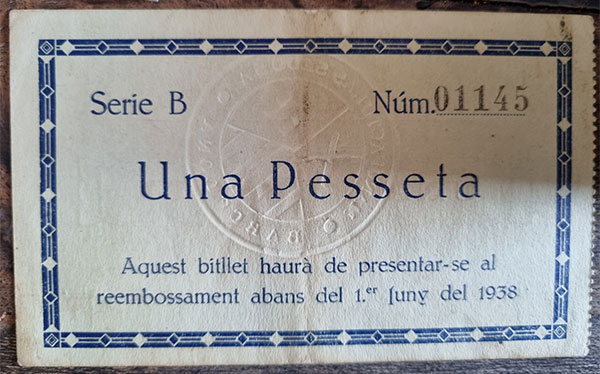 Serie B Núm. 01145
Una Pesseta
Aquest bitllet haurà de presentar-se al
reembossament abans del 1.er Juny del 1938